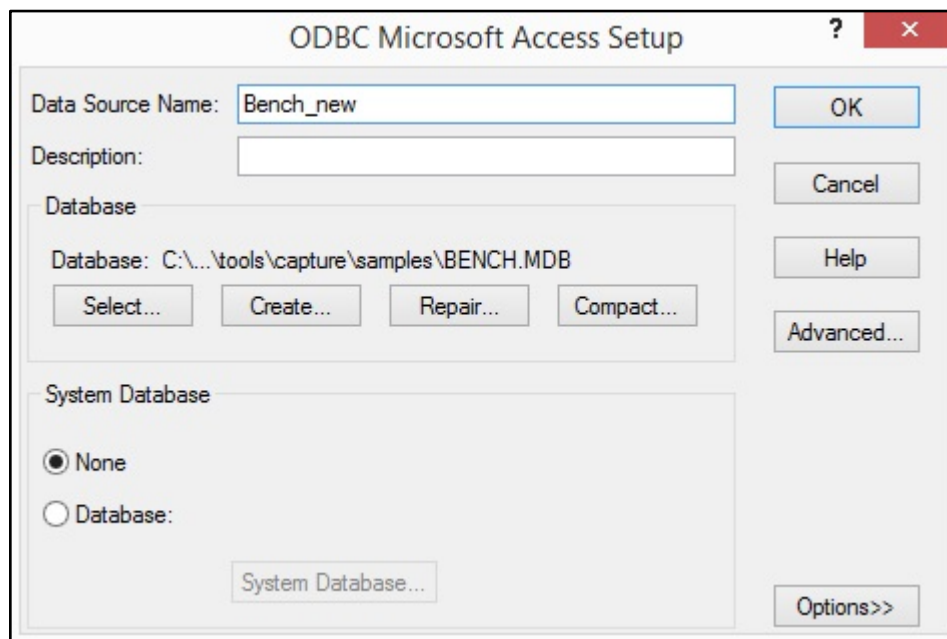 ODBC Microsoft Access Setup
?
Data Source Name: Bench_new
OK
Description:
Cancel
Database
Database: C:\...\tools\capture\samples\BENCH.MDB
Help
Select... Create... Repair... Compact...
Advanced...
System Database
None
Database:
System Database...
Options>>